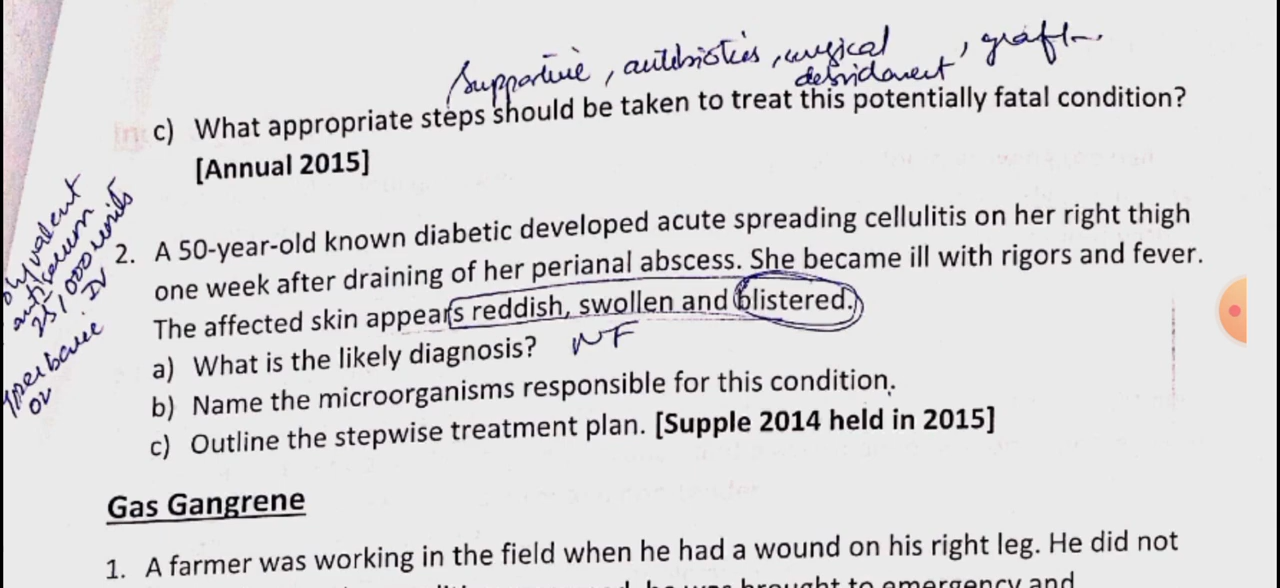 supportive, antibiotics, surgical debridement, graft
c) What appropriate steps should be taken to treat this potentially fatal condition?
[Annual 2015]
antiserum
25,000 units
IV
2. A 50-year-old known diabetic developed acute spreading cellulitis on her right thigh
one week after draining of her perianal abscess. She became ill with rigors and fever.
The affected skin appears reddish, swollen and blistered.
a) What is the likely diagnosis? NF
b) Name the microorganisms responsible for this condition.
c) Outline the stepwise treatment plan. [Supple 2014 held in 2015]
Gas Gangrene
1. A farmer was working in the field when he had a wound on his right leg. He did not
brought to emergency and